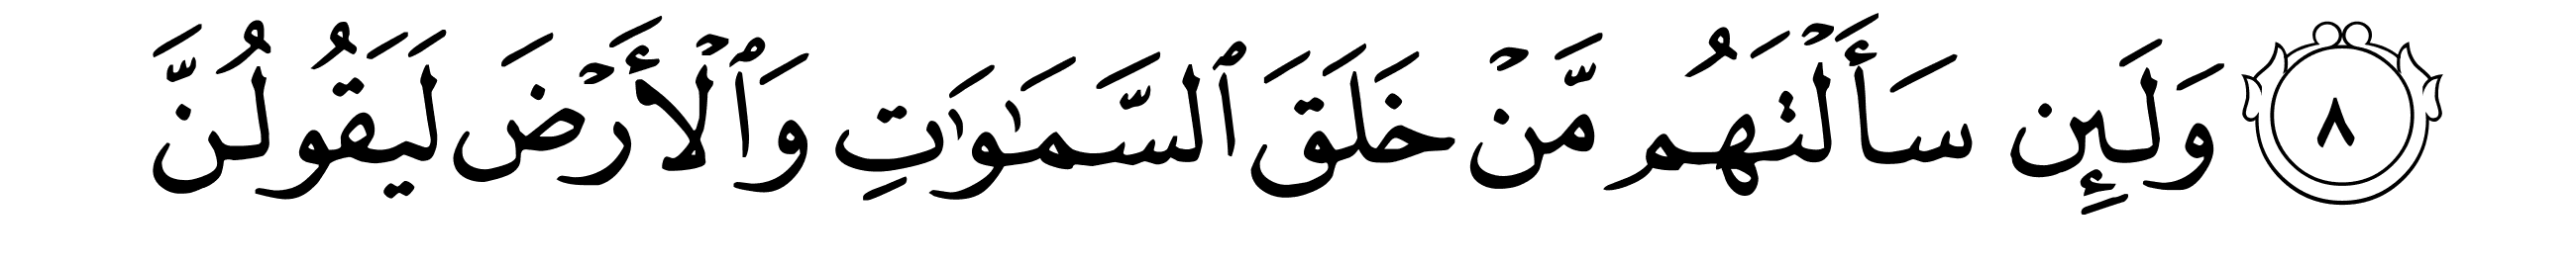 ۝٨ وَلَئِن سَأَلْتَهُم مَّنْ خَلَقَ ٱلسَّمَـٰوَٰتِ وَٱلْأَرْضَ لَيَقُولُنَّ